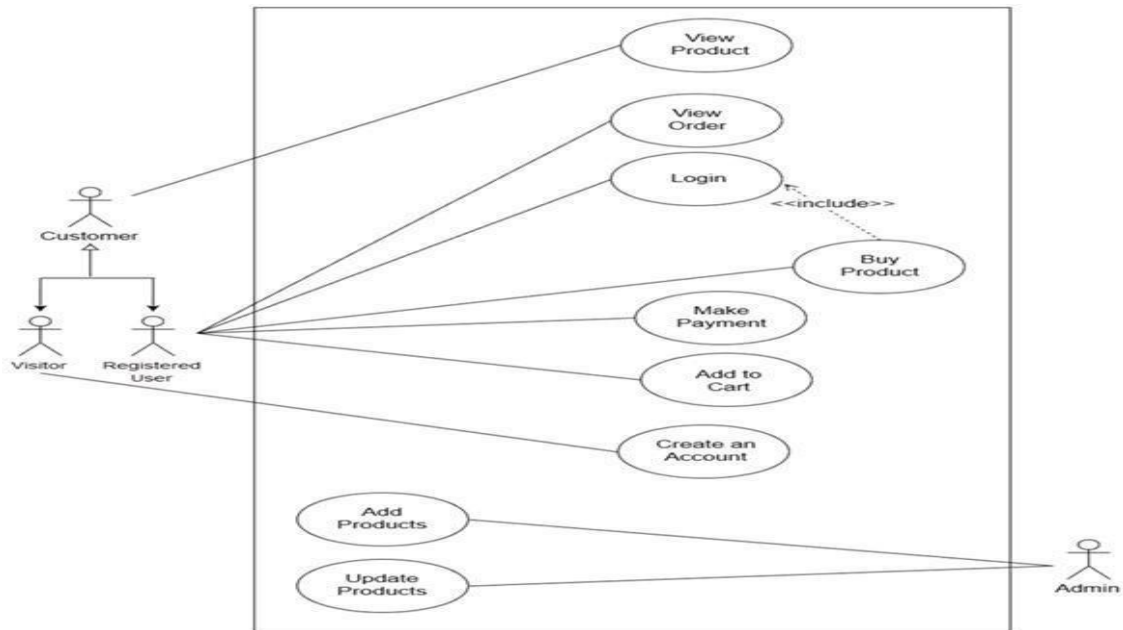 View
Product
View
Order
Login
<<include>>
Customer
Buy
Product
Make
Payment
Visitor
Registered
User
Add to
Cart
Create an
Account
Add
Products
Update
Products
Admin